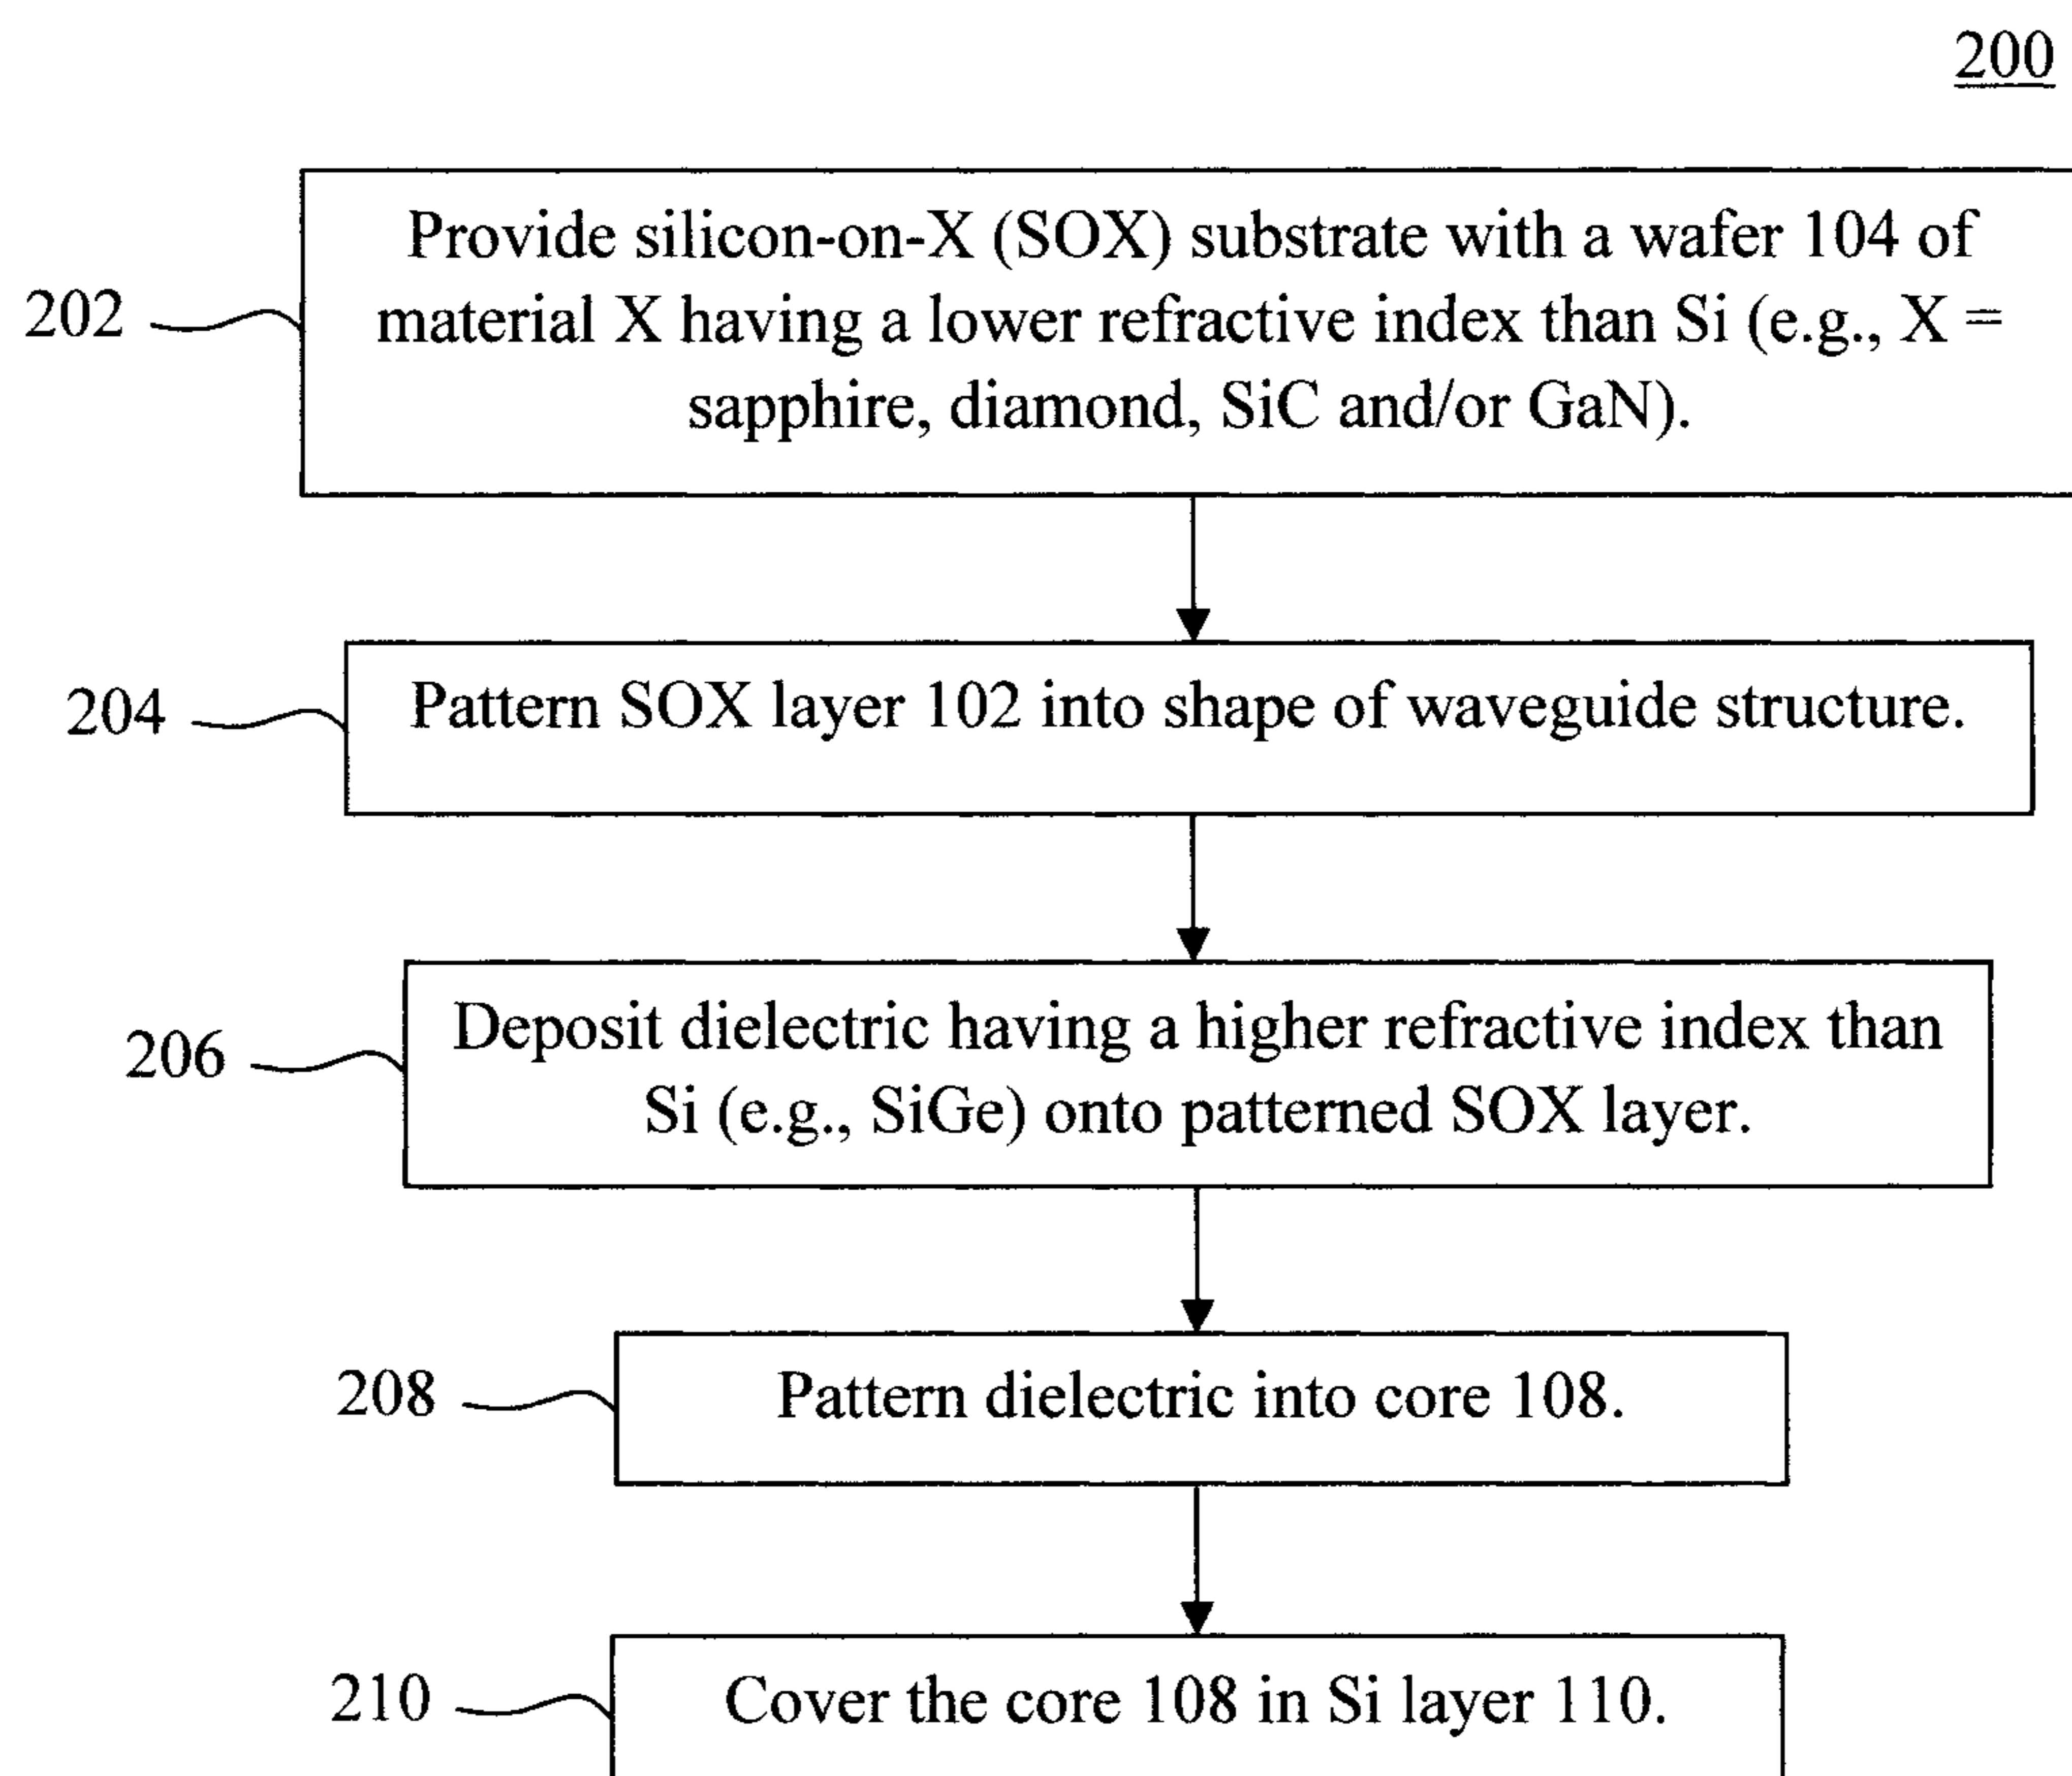 200
Provide silicon-on-X (SOX) substrate with a wafer 104 of
202
material X having a lower refractive index than Si (e.g., X =
sapphire, diamond, SiC and/or GaN).
204
Pattern SOX layer 102 into shape of waveguide structure.
Deposit dielectric having a higher refractive index than
206
Si (e.g., SiGe) onto patterned SOX layer.
208
Pattern dielectric into core 108.
210
Cover the core 108 in Si layer 110.